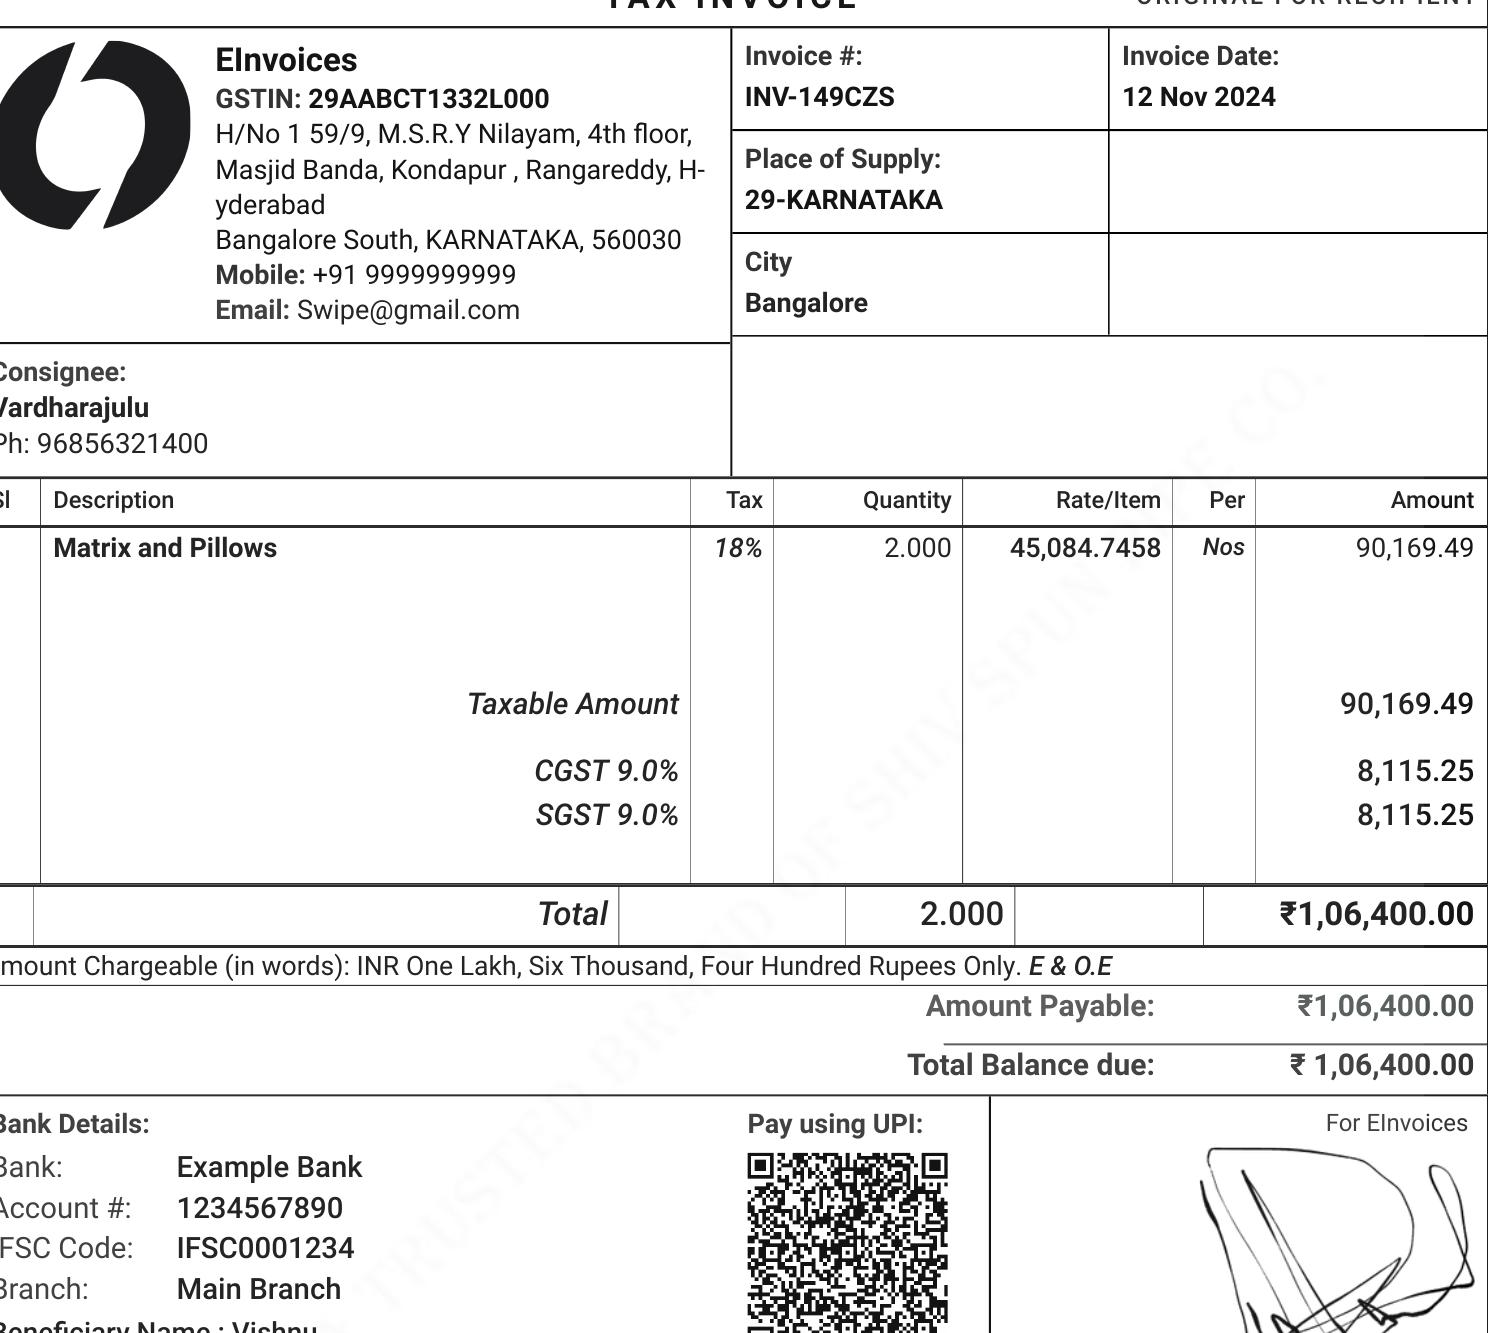 TAX INVOICE
ORIGINAL FOR RECIPIENT
EInvoices
GSTIN: 29AABCT1332L000
H/No 1 59/9, M.S.R.Y Nilayam, 4th floor,
Masjid Banda, Kondapur , Rangareddy, H-
yderabad
Bangalore South, KARNATAKA, 560030
Mobile: +91 9999999999
Email: Swipe@gmail.com
Invoice #:
INV-149CZS
Invoice Date:
12 Nov 2024
Place of Supply:
29-KARNATAKA
City
Bangalore
Consignee:
Vardharajulu
Ph: 96856321400
Sl Description Tax Quantity Rate/Item Per Amount
Matrix and Pillows 18% 2.000 45,084.7458 Nos 90,169.49
Taxable Amount 90,169.49
CGST 9.0% 8,115.25
SGST 9.0% 8,115.25
Total 2.000 ₹1,06,400.00
mount Chargeable (in words): INR One Lakh, Six Thousand, Four Hundred Rupees Only. E & O.E
Amount Payable: ₹1,06,400.00
Total Balance due: ₹ 1,06,400.00
Bank Details:
Bank: Example Bank
Account #: 1234567890
IFSC Code: IFSC0001234
Branch: Main Branch
Beneficiary Name : Vishnu
Pay using UPI:
For EInvoices
TRUSTED BRAND OF SHIV SPUN PIPE CO.